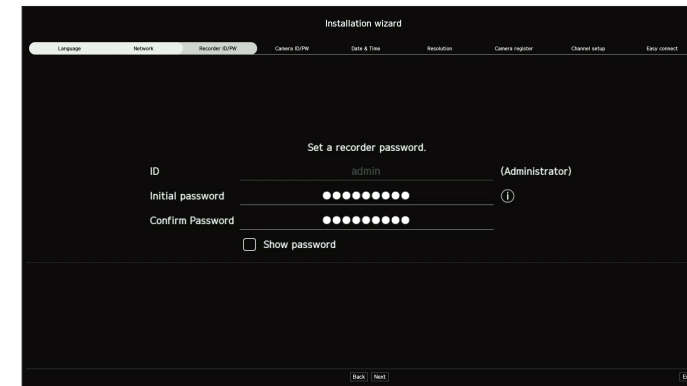 Installation wizard
Language Network Recorder ID/PW Camera ID/PW Date & Time Resolution Camera register Channel setup Easy connect
Set a recorder password.
ID admin (Administrator)
Initial password
Confirm Password
Show password
Back Next